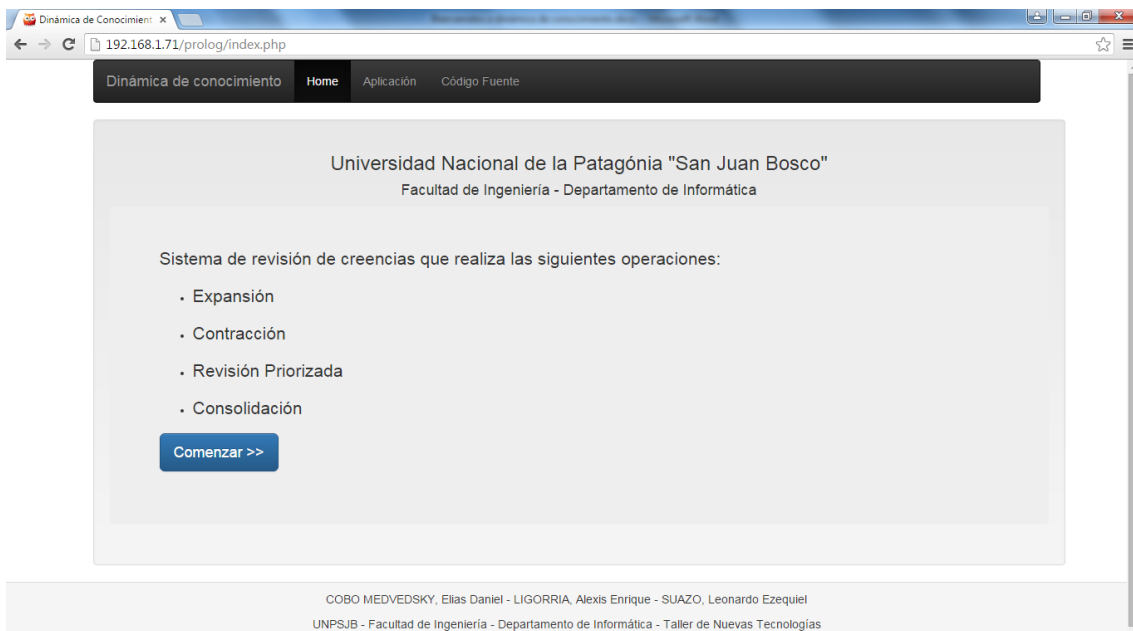 Dinámica de Conocimient
192.168.1.71/prolog/index.php
Dinámica de conocimiento Home Aplicación Código Fuente
Universidad Nacional de la Patagónia "San Juan Bosco"
Facultad de Ingeniería - Departamento de Informática
Sistema de revisión de creencias que realiza las siguientes operaciones:
• Expansión
• Contracción
• Revisión Priorizada
• Consolidación
Comenzar >>
COBO MEDVEDSKY, Elias Daniel - LIGORRIA, Alexis Enrique - SUAZO, Leonardo Ezequiel
UNPSJB - Facultad de Ingeniería - Departamento de Informática - Taller de Nuevas Tecnologías